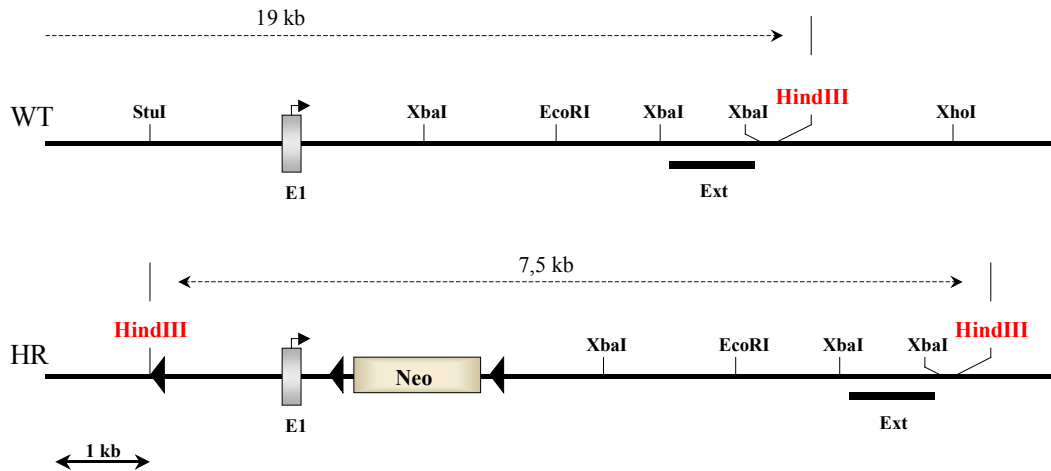 19 kb
WT
StuI
XbaI
EcoRI
XbaI
XbaI
HindIII
XhoI
E1
Ext
7,5 kb
HR
HindIII
XbaI
EcoRI
XbaI
XbaI
HindIII
Neo
E1
Ext
1 kb